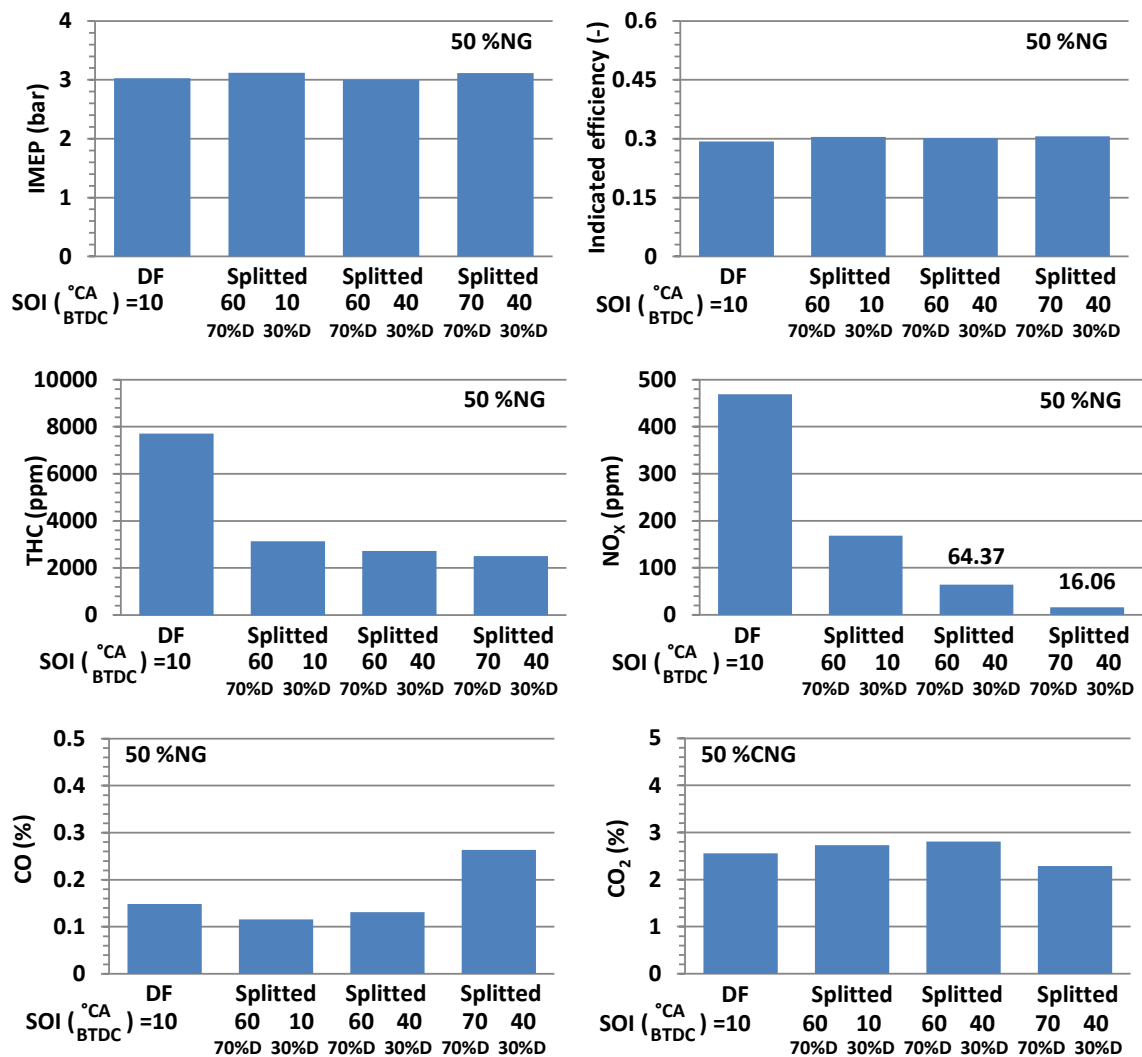 4
3
2
1
0
IMEP (bar)
50 %NG
DF Splitted Splitted Splitted
SOI (°CA BTDC) =10 60 10 60 40 70 40
70%D 30%D 70%D 30%D 70%D 30%D
0.6
0.45
0.3
0.15
0
Indicated efficiency (-)
50 %NG
DF Splitted Splitted Splitted
SOI (°CA BTDC) =10 60 10 60 40 70 40
70%D 30%D 70%D 30%D 70%D 30%D
10000
8000
6000
4000
2000
0
THC (ppm)
50 %NG
DF Splitted Splitted Splitted
SOI (°CA BTDC) =10 60 10 60 40 70 40
70%D 30%D 70%D 30%D 70%D 30%D
500
400
300
200
100
0
NOX (ppm)
50 %NG
64.37
16.06
DF Splitted Splitted Splitted
SOI (°CA BTDC) =10 60 10 60 40 70 40
70%D 30%D 70%D 30%D 70%D 30%D
0.5
0.4
0.3
0.2
0.1
0
CO (%)
50 %NG
DF Splitted Splitted Splitted
SOI (°CA BTDC) =10 60 10 60 40 70 40
70%D 30%D 70%D 30%D 70%D 30%D
5
4
3
2
1
0
CO2 (%)
50 %CNG
DF Splitted Splitted Splitted
SOI (°CA BTDC) =10 60 10 60 40 70 40
70%D 30%D 70%D 30%D 70%D 30%D